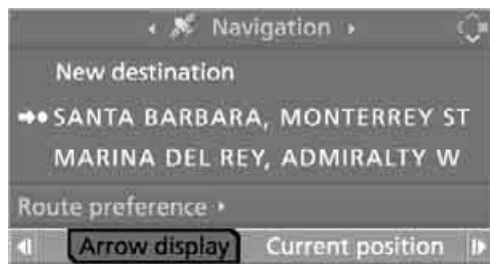 Navigation
New destination
SANTA BARBARA, MONTERREY ST
MARINA DEL REY, ADMIRALTY W
Route preference
Arrow display Current position